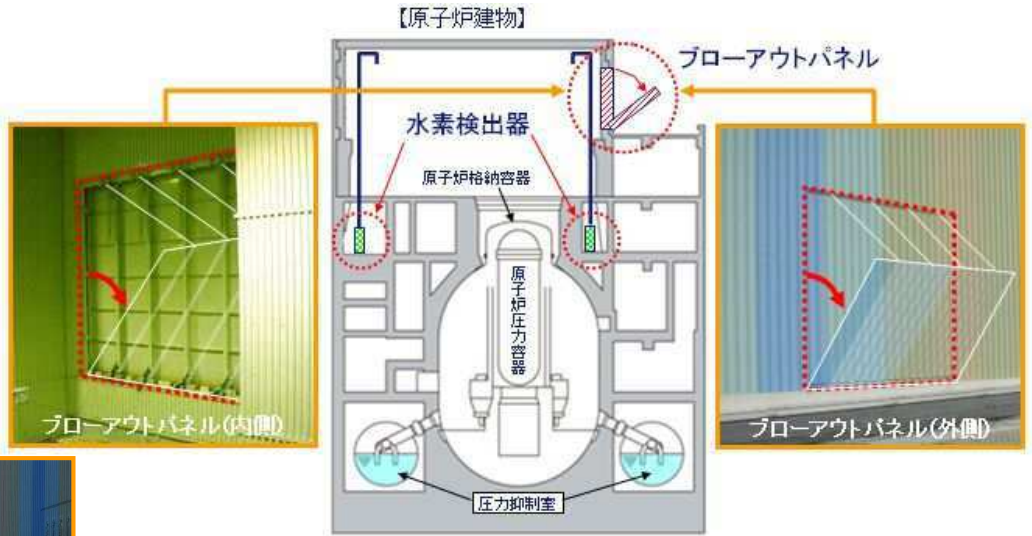 【原子炉建物】
ブローアウトパネル
水素検出器
原子炉格納容器
原子炉圧力容器
ブローアウトパネル(内側)
ブローアウトパネル(外側)
圧力抑制室